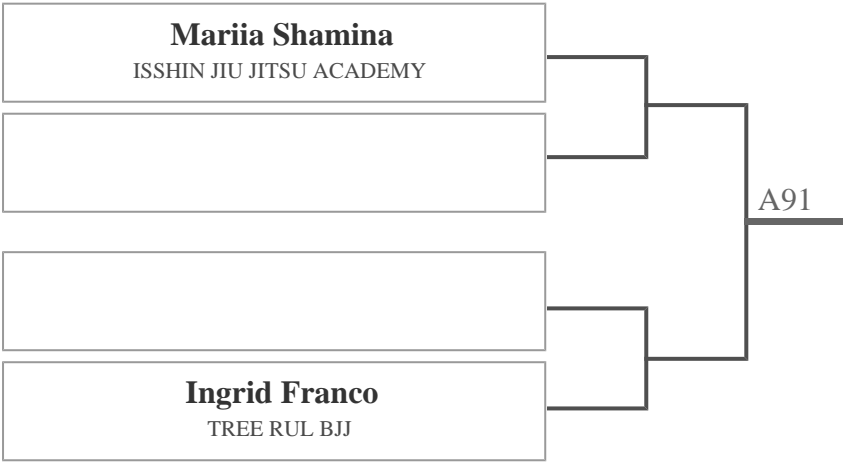 Mariia Shamina
ISSHIN JIU JITSU ACADEMY
A91
Ingrid Franco
TREE RUL BJJ